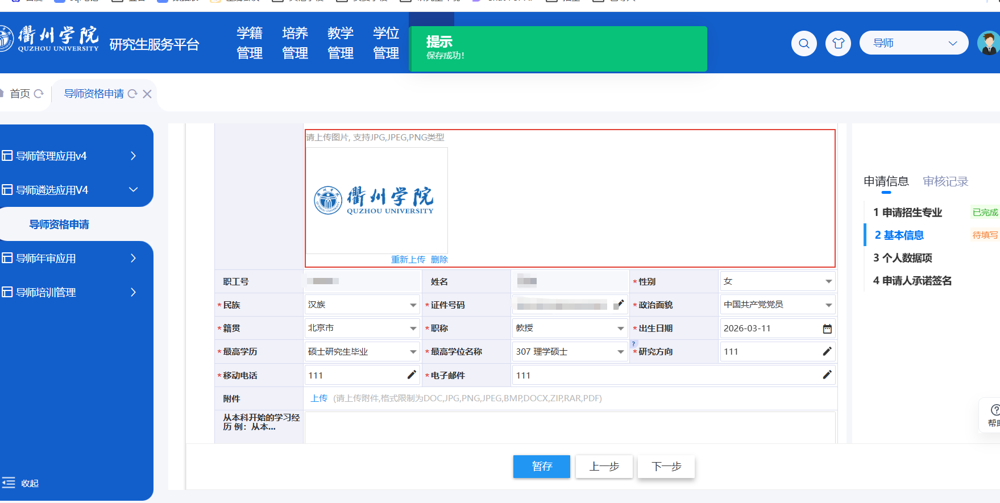 衢州学院
QUZHOU UNIVERSITY
研究生服务平台
学籍管理
培养管理
教学管理
学位管理
提示
保存成功!
导师
首页
导师资格申请
导师管理应用v4
导师遴选应用V4
导师资格申请
导师年审应用
导师培训管理
收起
请上传图片, 支持JPG,JPEG,PNG类型
衢州学院
QUZHOU UNIVERSITY
重新上传 删除
职工号 姓名 *性别 女
*民族 汉族 *证件号码 *政治面貌 中国共产党党员
*籍贯 北京市 *职称 教授 *出生日期 2026-03-11
*最高学历 硕士研究生毕业 *最高学位名称 307 理学硕士 ? *研究方向 111
*移动电话 111 *电子邮件 111
附件 上传 (请上传附件,格式限制为DOC,JPG,PNG,JPEG,BMP,DOCX,ZIP,RAR,PDF)
从本科开始的学习经
历 例：从本...
暂存 上一步 下一步
申请信息 审核记录
1 申请招生专业 已完成
2 基本信息 待填写
3 个人数据项
4 申请人承诺签名
帮助